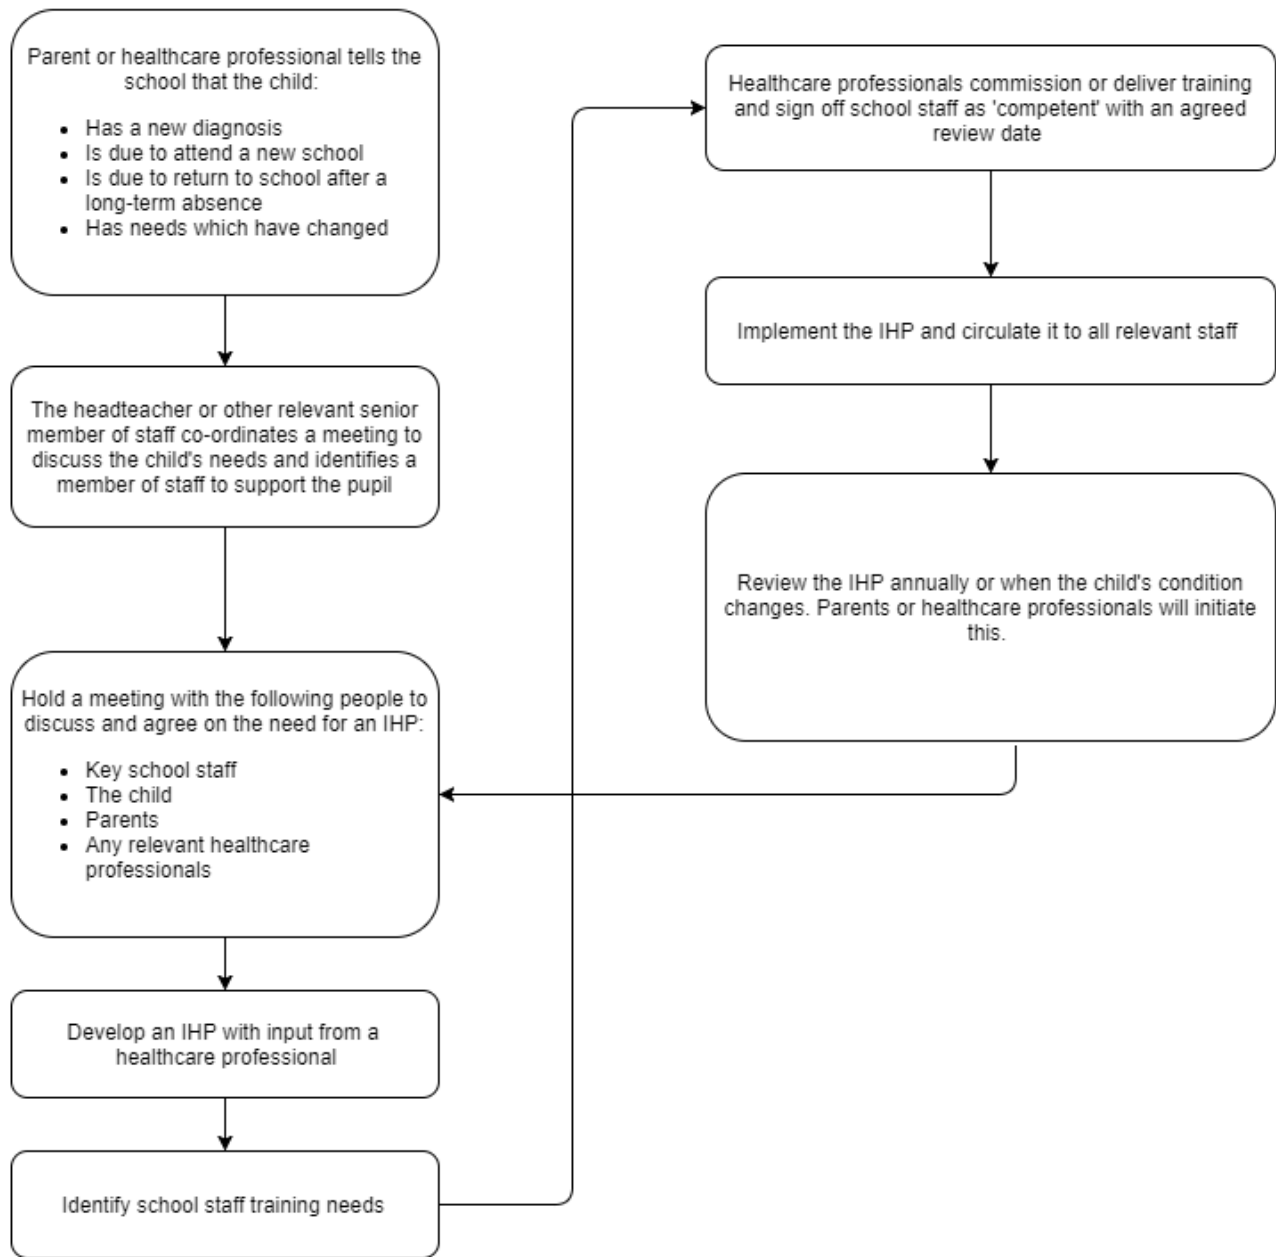 Parent or healthcare professional tells the
school that the child:
• Has a new diagnosis
• Is due to attend a new school
• Is due to return to school after a
long-term absence
• Has needs which have changed
The headteacher or other relevant senior
member of staff co-ordinates a meeting to
discuss the child's needs and identifies a
member of staff to support the pupil
Hold a meeting with the following people to
discuss and agree on the need for an IHP:
• Key school staff
• The child
• Parents
• Any relevant healthcare
professionals
Develop an IHP with input from a
healthcare professional
Identify school staff training needs
Healthcare professionals commission or deliver training
and sign off school staff as 'competent' with an agreed
review date
Implement the IHP and circulate it to all relevant staff
Review the IHP annually or when the child's condition
changes. Parents or healthcare professionals will initiate
this.